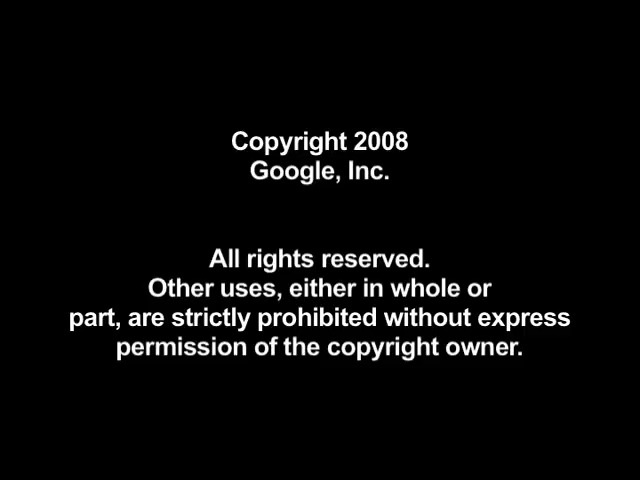 Copyright 2008
Google, Inc.
All rights reserved.
Other uses, either in whole or
part, are strictly prohibited without express
permission of the copyright owner.